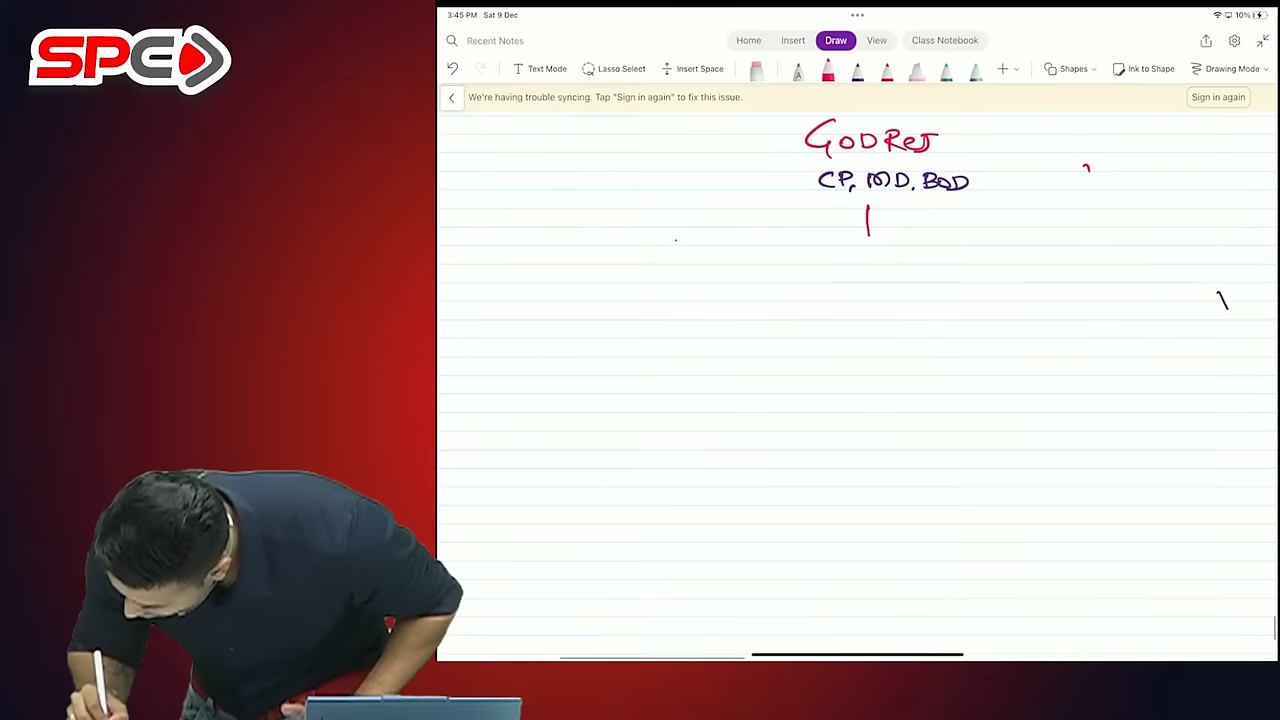 SPC
3:45 PM Sat 9 Dec
10%
Recent Notes
Home Insert Draw View Class Notebook
Text Mode Lasso Select Insert Space Shapes Ink to Shape Drawing Mode
We're having trouble syncing. Tap "Sign in again" to fix this issue. Sign in again
GODReJ
CP, MD, BOD